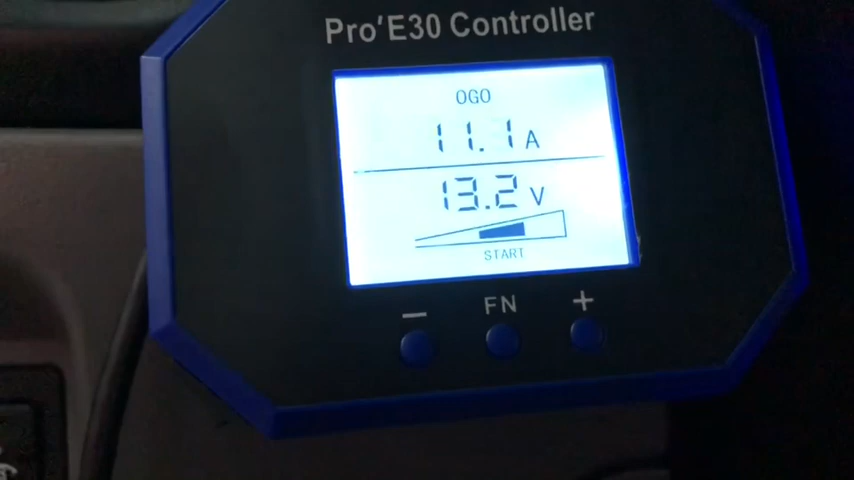 Pro'E30 Controller
OGO
11.1 A
13.2 V
START
− FN +